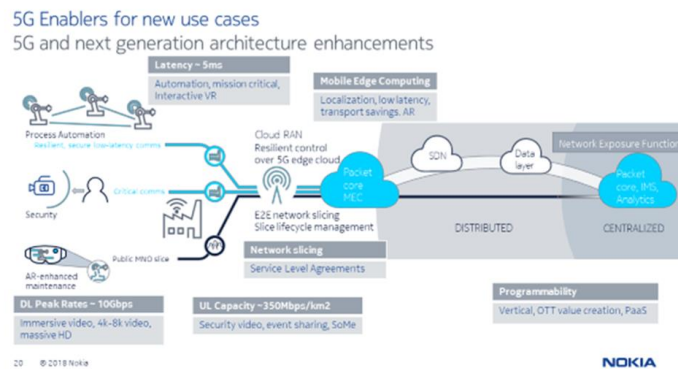 5G Enablers for new use cases
5G and next generation architecture enhancements
Latency ~ 5ms
Automation, mission critical,
Interactive VR
Mobile Edge Computing
Localization, low latency,
transport savings. AR
Process Automation
Resilient, secure low-latency comms
Cloud RAN
Resilient control
over 5G edge cloud
Packet
core
MEC
SDN
Data
layer
Network Exposure Function
Packet
core, IMS,
Analytics
Critical comms
Security
E2E network slicing
Slice lifecycle management
DISTRIBUTED
CENTRALIZED
Public MNO slice
AR-enhanced
maintenance
Network slicing
Service Level Agreements
DL Peak Rates ~ 10Gbps
Immersive video, 4k-8k video,
massive HD
UL Capacity ~350Mbps/km2
Security video, event sharing, SoMe
Programmability
Vertical, OTT value creation, PaaS
20 © 2018 Nokia
NOKIA